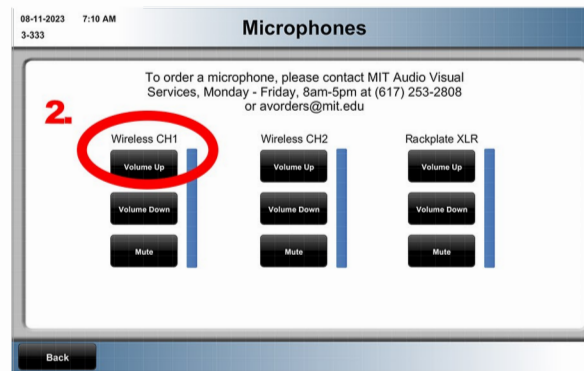 08-11-2023 7:10 AM
3-333
Microphones
To order a microphone, please contact MIT Audio Visual
Services, Monday - Friday, 8am-5pm at (617) 253-2808
or avorders@mit.edu
2.
Wireless CH1 Wireless CH2 Rackplate XLR
Volume Up Volume Up Volume Up
Volume Down Volume Down Volume Down
Mute Mute Mute
Back